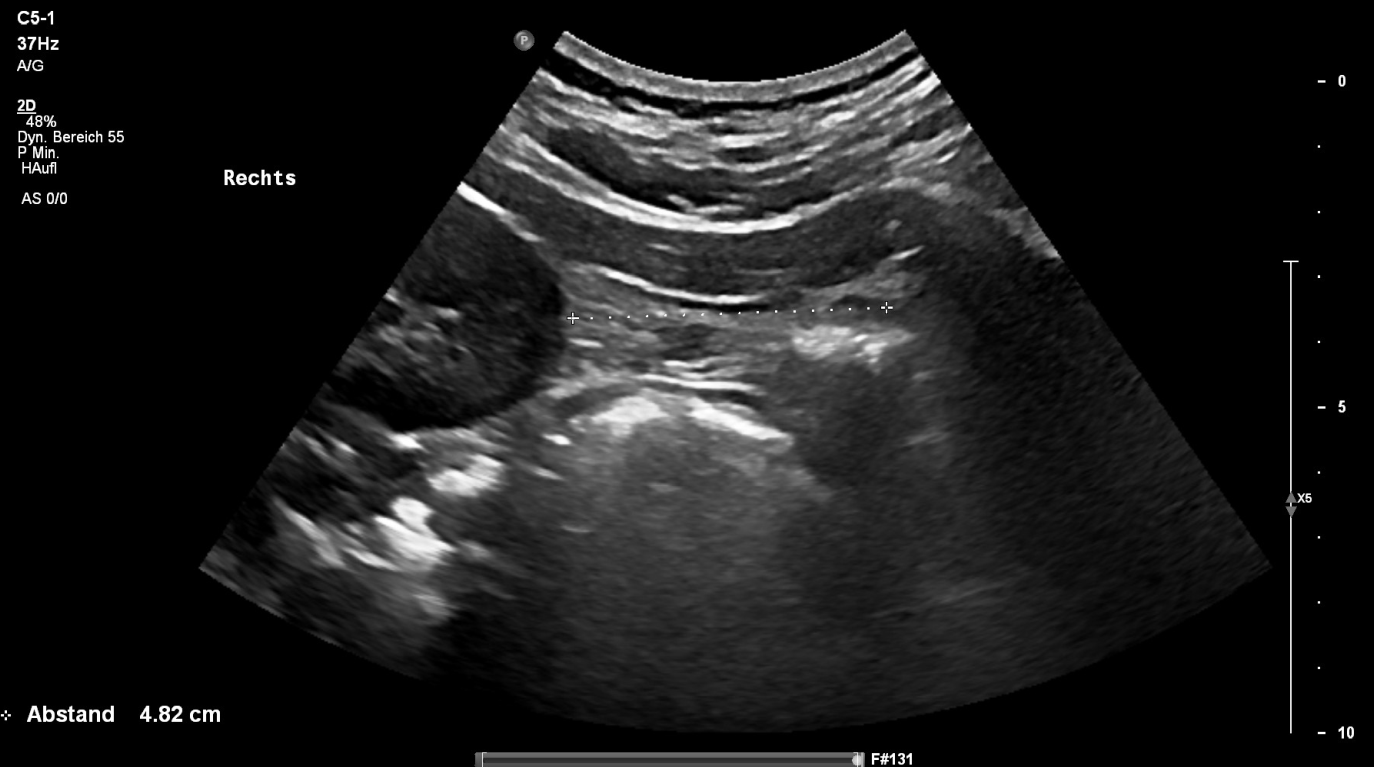 C5-1
37Hz
A/G
2D
48%
Dyn. Bereich 55
P Min.
HAufl
AS 0/0
P
Rechts
0
5
X5
10
Abstand 4.82 cm
F#131